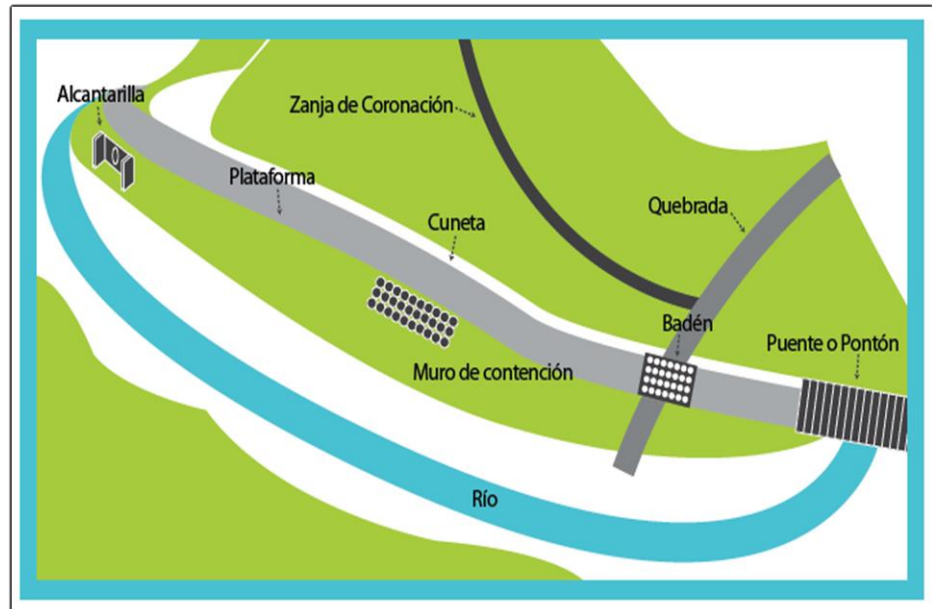 Alcantarilla
Zanja de Coronación
Plataforma
Quebrada
Cuneta
Badén
Puente o Pontón
Muro de contención
Río